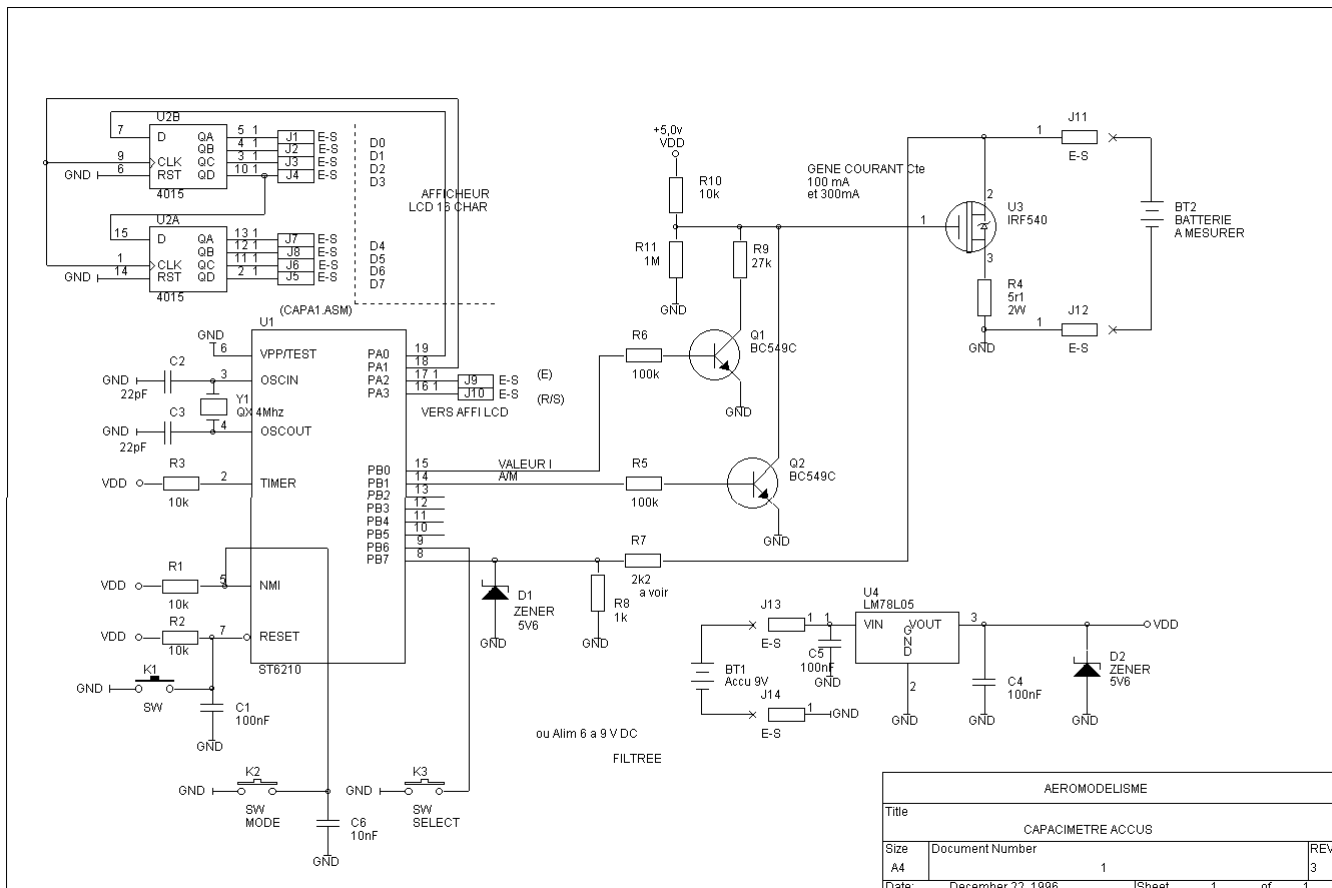 U2B
7 D QA 5 1 J1 E-S D0
QB 4 1 J2 E-S D1
9 CLK QC 3 1 J3 E-S D2
GND 6 RST QD 10 1 J4 E-S D3
4015
AFFICHEUR
LCD 16 CHAR
U2A
15 D QA 13 1 J7 E-S D4
QB 12 1 J8 E-S D5
1 CLK QC 11 1 J6 E-S D6
GND 14 RST QD 2 1 J5 E-S D7
4015
(CAPA1.ASM)
U1
GND 6 VPP/TEST
3 OSCIN
4 OSCOUT
2 TIMER
5 NMI
7 RESET
ST6210
PA0 19
PA1 18
PA2 17 1 J9 E-S (E)
PA3 16 1 J10 E-S (R/S)
VERS AFFI LCD
PB0 15 VALEUR I
PB1 14 A/M
PB2 13
PB3 12
PB4 11
PB5 10
PB6 9
PB7 8
C2
GND
22pF
Y1
QX 4Mhz
C3
GND
22pF
R3
VDD
10k
R1
VDD
10k
R2
VDD
10k
K1
GND
SW
C1
100nF
GND
K2
GND
SW
MODE
K3
GND
SW
SELECT
C6
10nF
GND
+5,0v
VDD
R10
10k
R11
1M
GND
R9
27k
GENE COURANT Cte
100 mA
et 300mA
1
2
3
U3
IRF540
R4
5r1
2W
GND
J11
1
E-S
J12
1
E-S
BT2
BATTERIE
A MESURER
R6
100k
Q1
BC549C
GND
R5
100k
Q2
BC549C
GND
R7
2k2
a voir
D1
ZENER
5V6
GND
R8
1k
GND
J13
1
E-S
BT1
Accu 9V
J14
1
GND
E-S
C5
100nF
GND
U4
LM78L05
1 VIN VOUT 3
GND
2
GND
C4
100nF
GND
VDD
D2
ZENER
5V6
GND
ou Alim 6 a 9 V DC
FILTREE
AEROMODELISME
Title
CAPACIMETRE ACCUS
Size Document Number REV
A4 1 3
Date: December 22, 1996 Sheet 1 of 1